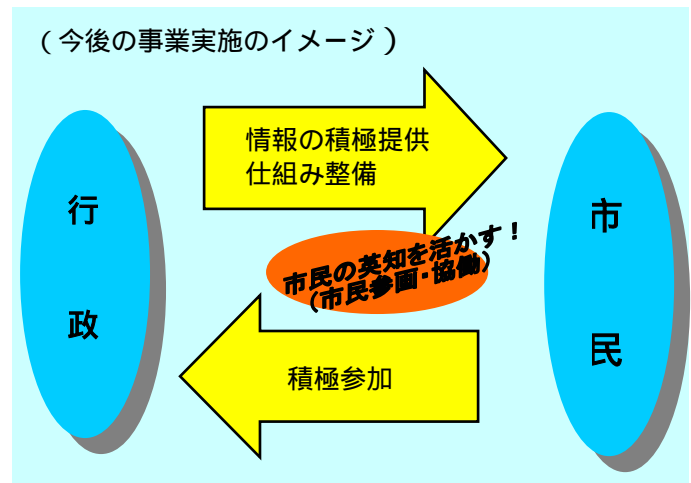 (今後の事業実施のイメージ)
行政
情報の積極提供
仕組み整備
市民の英知を活かす!
(市民参画・協働)
積極参加
市民